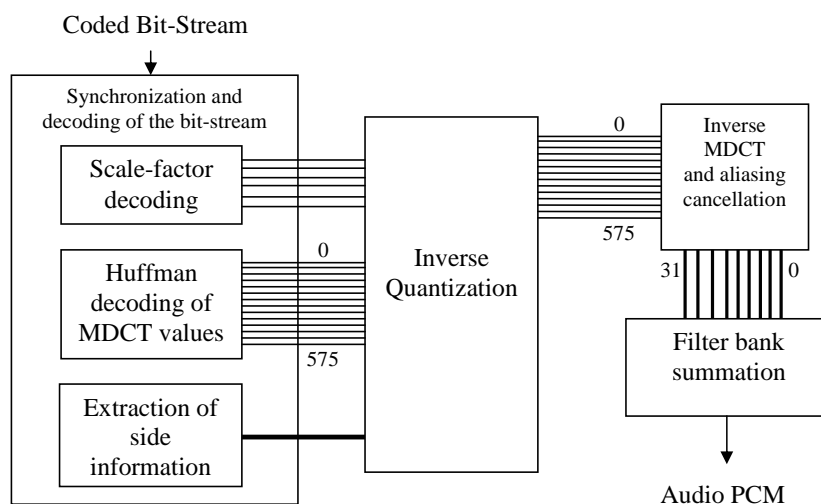 Coded Bit-Stream
Synchronization and
decoding of the bit-stream
Scale-factor
decoding
0
Huffman
decoding of
MDCT values
575
Extraction of
side
information
Inverse
Quantization
0
575
Inverse
MDCT
and aliasing
cancellation
31
0
Filter bank
summation
Audio PCM